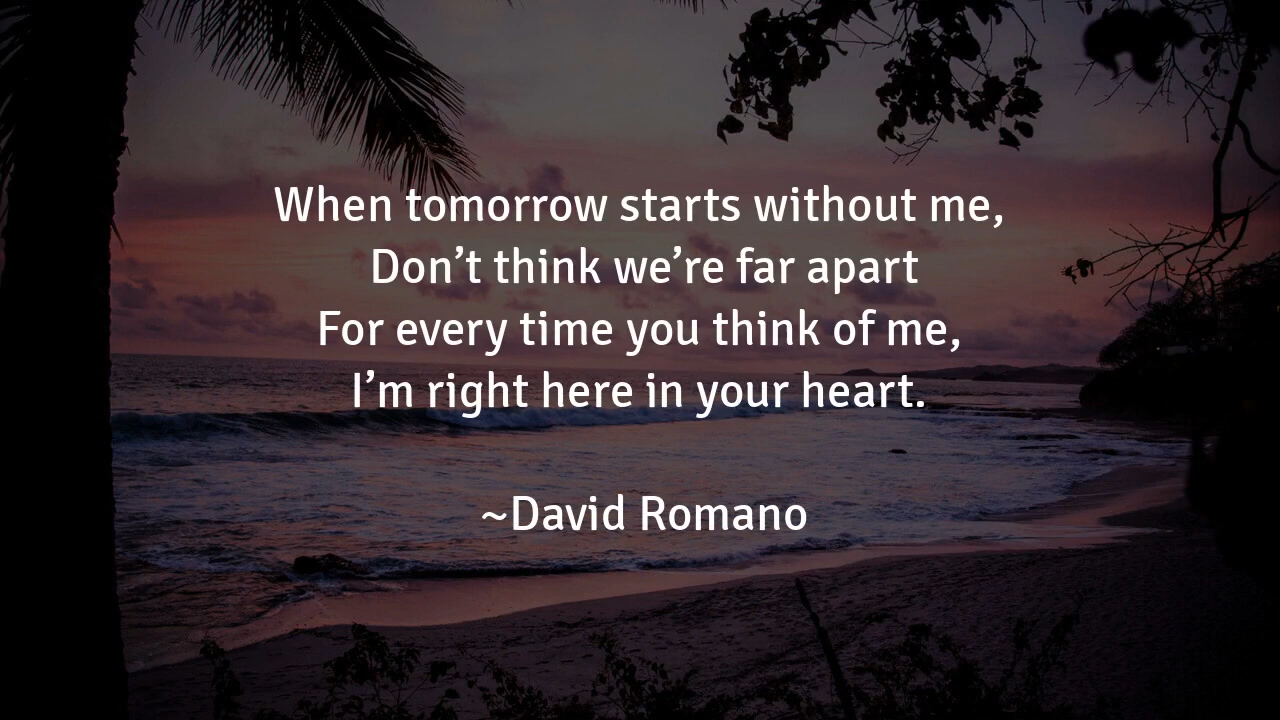 When tomorrow starts without me,
Don’t think we’re far apart
For every time you think of me,
I’m right here in your heart.
~David Romano